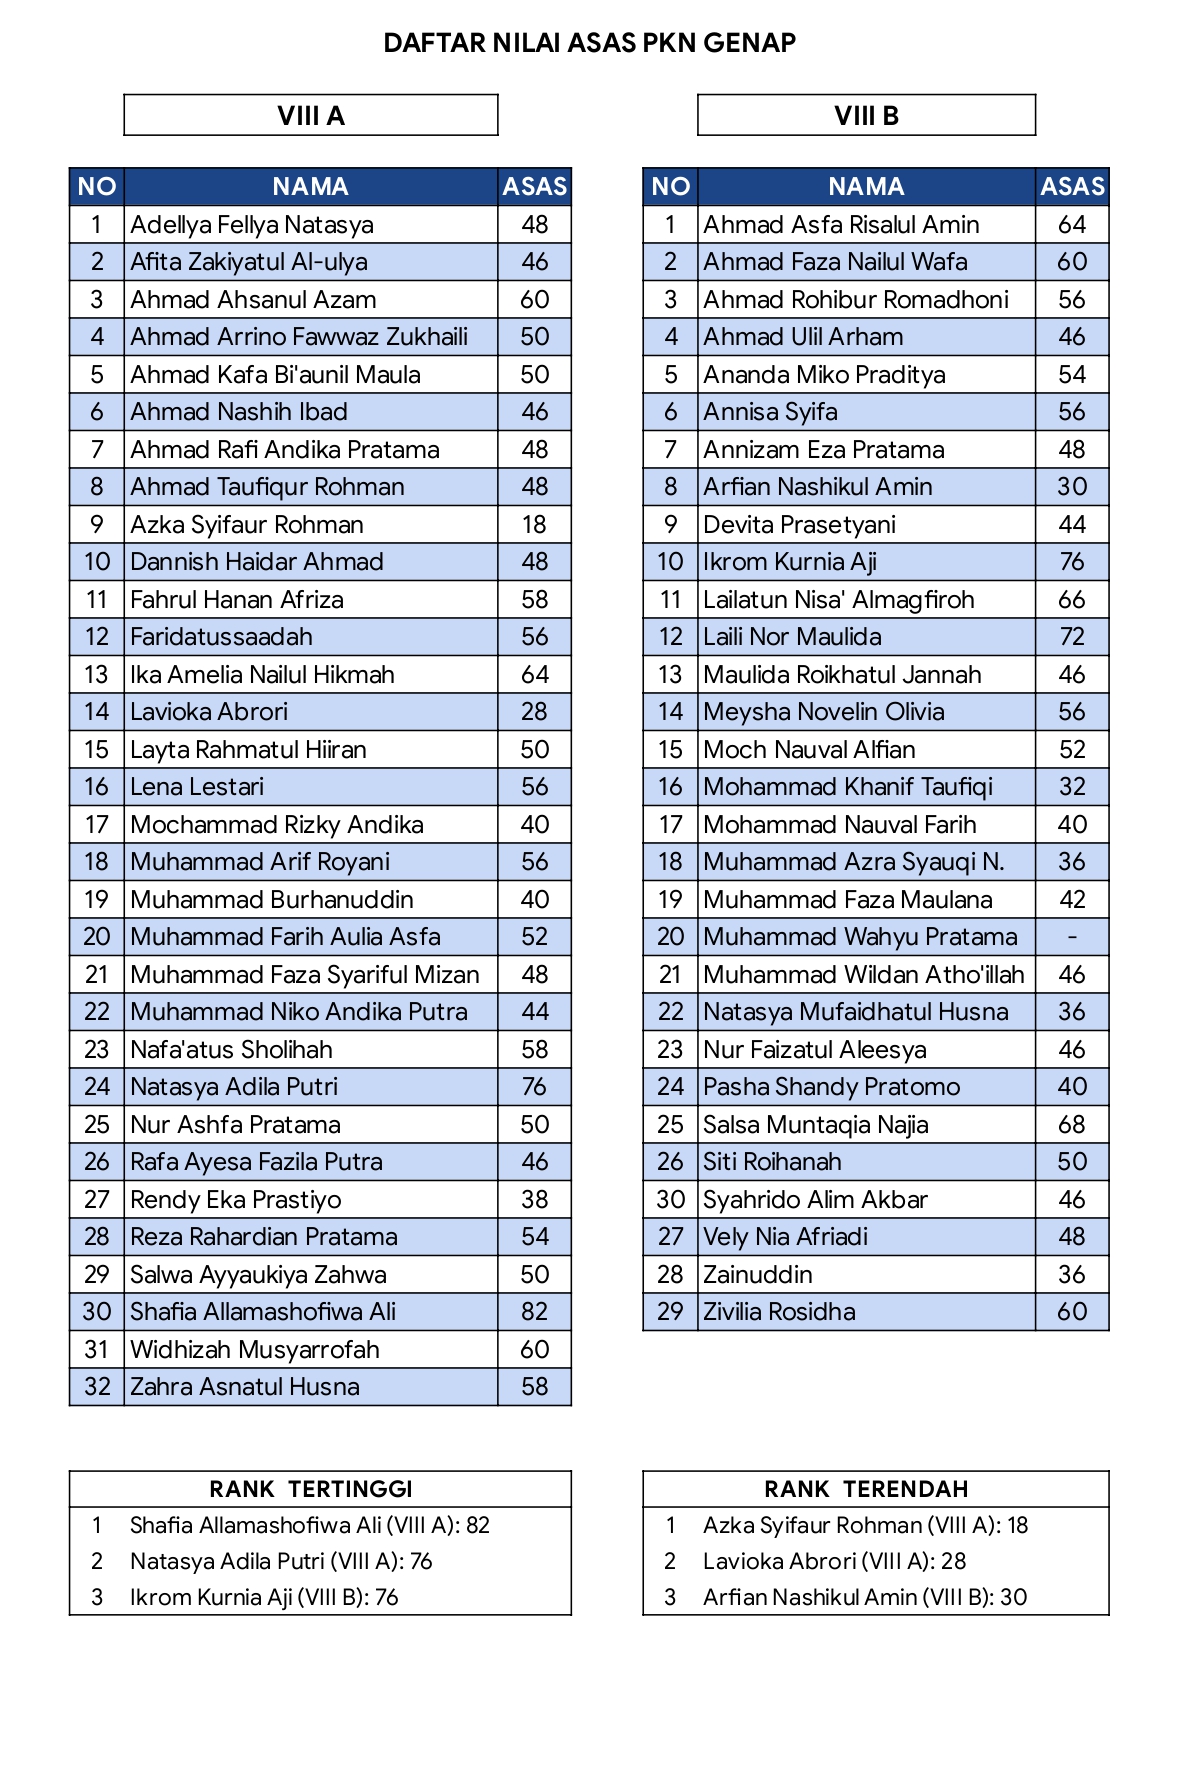 DAFTAR NILAI ASAS PKN GENAP
VIII A
NO NAMA ASAS
1 Adellya Fellya Natasya 48
2 Afita Zakiyatul Al-ulya 46
3 Ahmad Ahsanul Azam 60
4 Ahmad Arrino Fawwaz Zukhaili 50
5 Ahmad Kafa Bi'aunil Maula 50
6 Ahmad Nashih Ibad 46
7 Ahmad Rafi Andika Pratama 48
8 Ahmad Taufiqur Rohman 48
9 Azka Syifaur Rohman 18
10 Dannish Haidar Ahmad 48
11 Fahrul Hanan Afriza 58
12 Faridatussaadah 56
13 Ika Amelia Nailul Hikmah 64
14 Lavioka Abrori 28
15 Layta Rahmatul Hiiran 50
16 Lena Lestari 56
17 Mochammad Rizky Andika 40
18 Muhammad Arif Royani 56
19 Muhammad Burhanuddin 40
20 Muhammad Farih Aulia Asfa 52
21 Muhammad Faza Syariful Mizan 48
22 Muhammad Niko Andika Putra 44
23 Nafa'atus Sholihah 58
24 Natasya Adila Putri 76
25 Nur Ashfa Pratama 50
26 Rafa Ayesa Fazila Putra 46
27 Rendy Eka Prastiyo 38
28 Reza Rahardian Pratama 54
29 Salwa Ayyaukiya Zahwa 50
30 Shafia Allamashofiwa Ali 82
31 Widhizah Musyarrofah 60
32 Zahra Asnatul Husna 58
VIII B
NO NAMA ASAS
1 Ahmad Asfa Risalul Amin 64
2 Ahmad Faza Nailul Wafa 60
3 Ahmad Rohibur Romadhoni 56
4 Ahmad Ulil Arham 46
5 Ananda Miko Praditya 54
6 Annisa Syifa 56
7 Annizam Eza Pratama 48
8 Arfian Nashikul Amin 30
9 Devita Prasetyani 44
10 Ikrom Kurnia Aji 76
11 Lailatun Nisa' Almagfiroh 66
12 Laili Nor Maulida 72
13 Maulida Roikhatul Jannah 46
14 Meysha Novelin Olivia 56
15 Moch Nauval Alfian 52
16 Mohammad Khanif Taufiqi 32
17 Mohammad Nauval Farih 40
18 Muhammad Azra Syauqi N. 36
19 Muhammad Faza Maulana 42
20 Muhammad Wahyu Pratama -
21 Muhammad Wildan Atho'illah 46
22 Natasya Mufaidhatul Husna 36
23 Nur Faizatul Aleesya 46
24 Pasha Shandy Pratomo 40
25 Salsa Muntaqia Najia 68
26 Siti Roihanah 50
30 Syahrido Alim Akbar 46
27 Vely Nia Afriadi 48
28 Zainuddin 36
29 Zivilia Rosidha 60
RANK TERTINGGI
1 Shafia Allamashofiwa Ali (VIII A): 82
2 Natasya Adila Putri (VIII A): 76
3 Ikrom Kurnia Aji (VIII B): 76
RANK TERENDAH
1 Azka Syifaur Rohman (VIII A): 18
2 Lavioka Abrori (VIII A): 28
3 Arfian Nashikul Amin (VIII B): 30